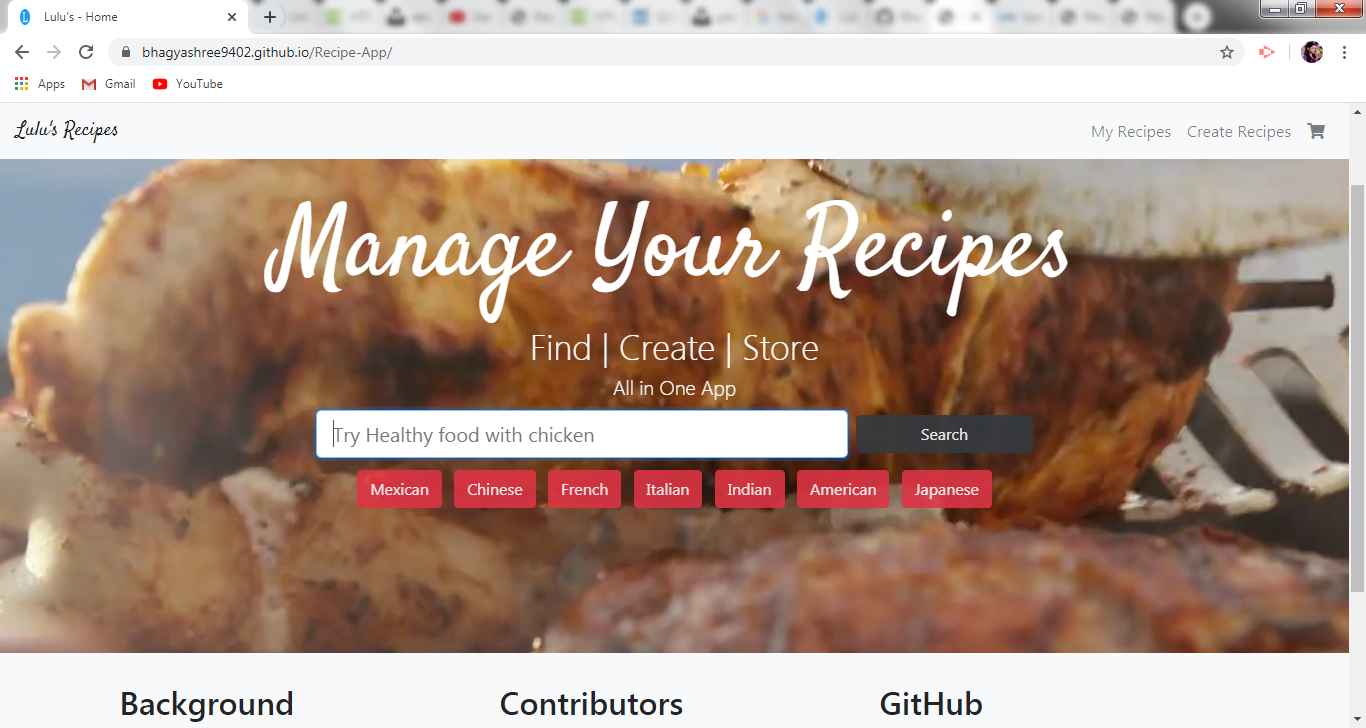 Lulu's - Home
bhagyashree9402.github.io/Recipe-App/
Apps Gmail YouTube
Lulu's Recipes
My Recipes Create Recipes
Manage Your Recipes
Find | Create | Store
All in One App
Try Healthy food with chicken
Search
Mexican Chinese French Italian Indian American Japanese
Background Contributors GitHub